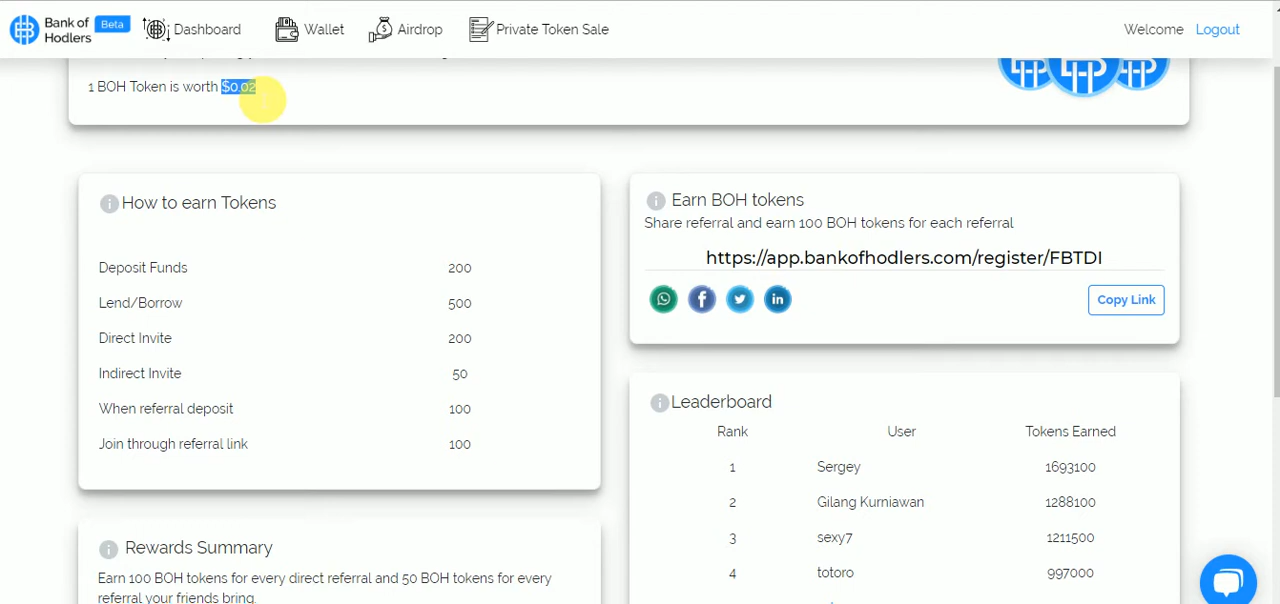 Bank of Hodlers Beta Dashboard Wallet Airdrop Private Token Sale Welcome Logout
1 BOH Token is worth $0.02
How to earn Tokens
Deposit Funds 200
Lend/Borrow 500
Direct Invite 200
Indirect Invite 50
When referral deposit 100
Join through referral link 100
Rewards Summary
Earn 100 BOH tokens for every direct referral and 50 BOH tokens for every
referral your friends bring.
Earn BOH tokens
Share referral and earn 100 BOH tokens for each referral
https://app.bankofhodlers.com/register/FBTDI
Copy Link
Leaderboard
Rank User Tokens Earned
1 Sergey 1693100
2 Gilang Kurniawan 1288100
3 sexy7 1211500
4 totoro 997000